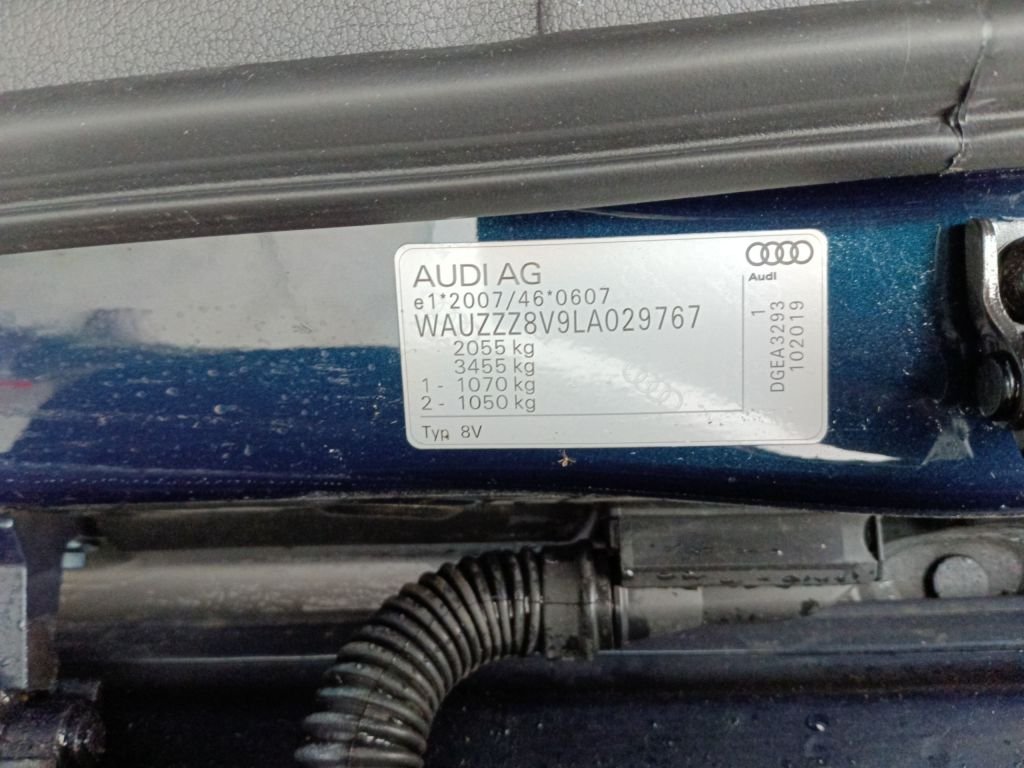 AUDI AG
e1*2007/46*0607
WAUZZZ8V9LA029767
2055 kg
3455 kg
1 - 1070 kg
2 - 1050 kg
Typ 8V
Audi
1
DGEA3293
102019